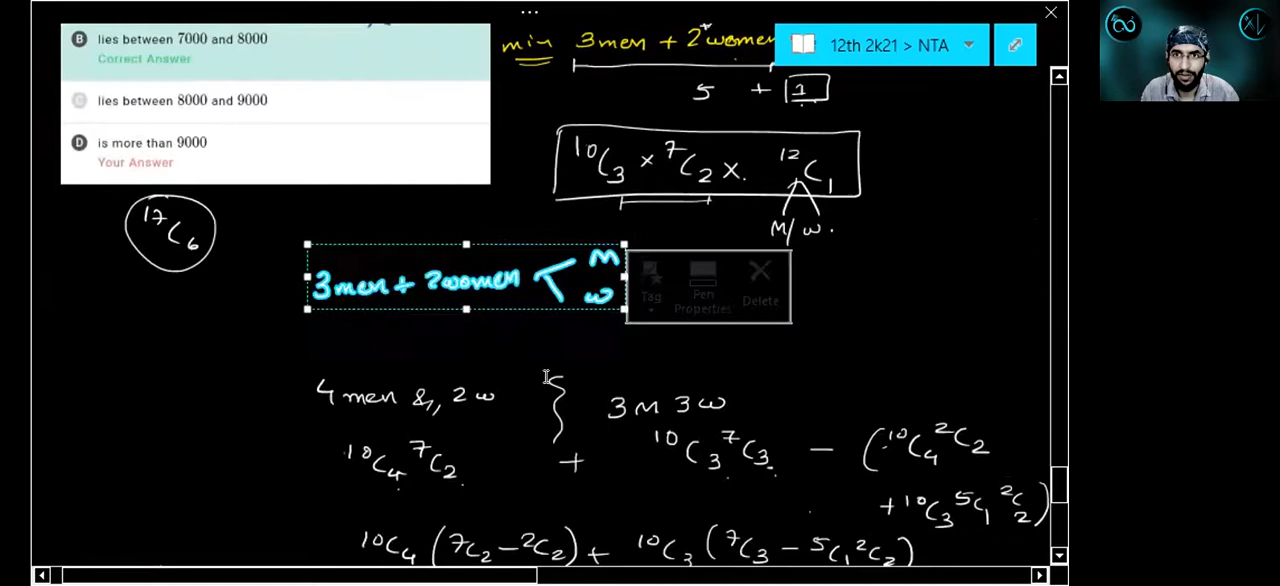 B lies between 7000 and 8000
Correct Answer
C lies between 8000 and 9000
D is more than 9000
Your Answer
min 3men + 2women
12th 2k21 > NTA
5 + 1
¹⁰C₃ × ⁷C₂ × ¹²C₁
M/W.
¹⁷C₆
3men + 2women < M
W
Tag
Pen Properties
Delete
4 men &, 2 w } 3M 3W
¹⁰C₄ ⁷C₂ + ¹⁰C₃ ⁷C₃ - (¹⁰C₄ ²C₂
+ ¹⁰C₃ ⁵C₁ ²C₂)
¹⁰C₄ (⁷C₂ - ²C₂) + ¹⁰C₃ (⁷C₃ - ⁵C₁ ²C₂)